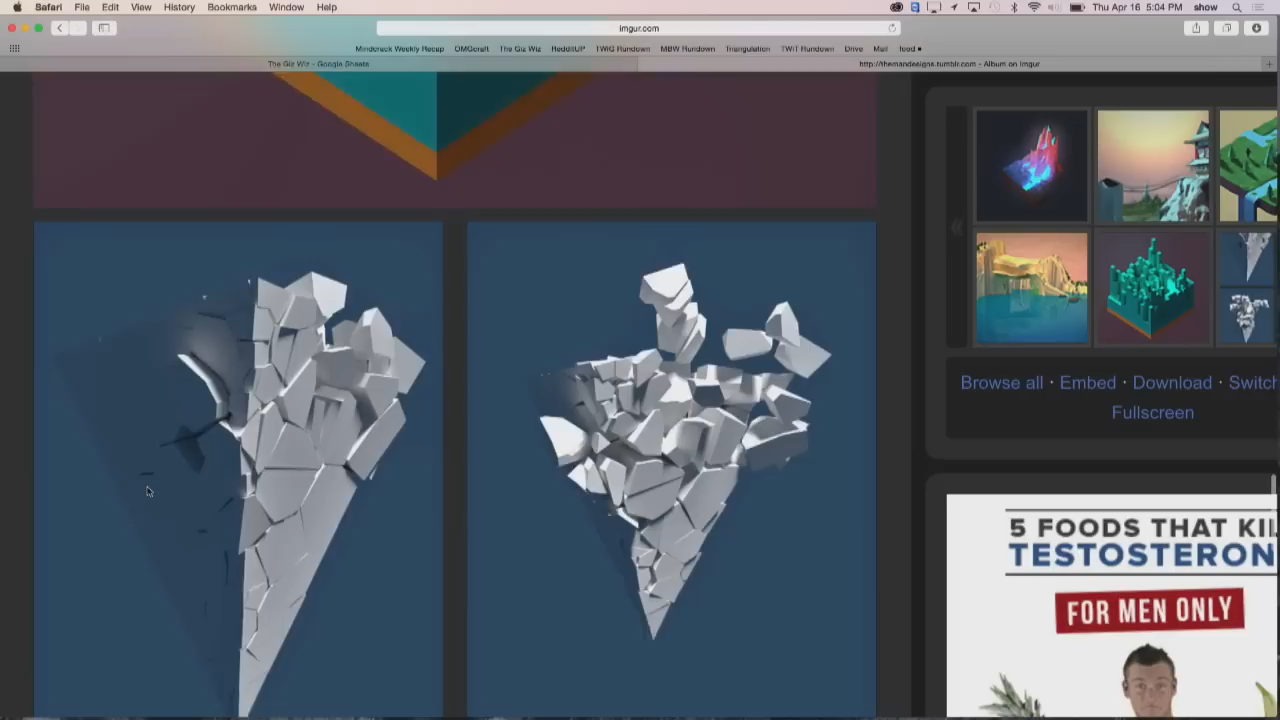 Safari File Edit View History Bookmarks Window Help
Thu Apr 16 5:04 PM show
imgur.com
Mindcrack Weekly Recap OMGcraft The Giz Wiz RedditUP TWiG Rundown MBW Rundown Triangulation TWiT Rundown Drive Mail food
The Giz Wiz - Google Sheets
http://themandesigns.tumblr.com - Album on Imgur
Browse all · Embed · Download · Switch
Fullscreen
5 FOODS THAT KIL
TESTOSTERON
FOR MEN ONLY